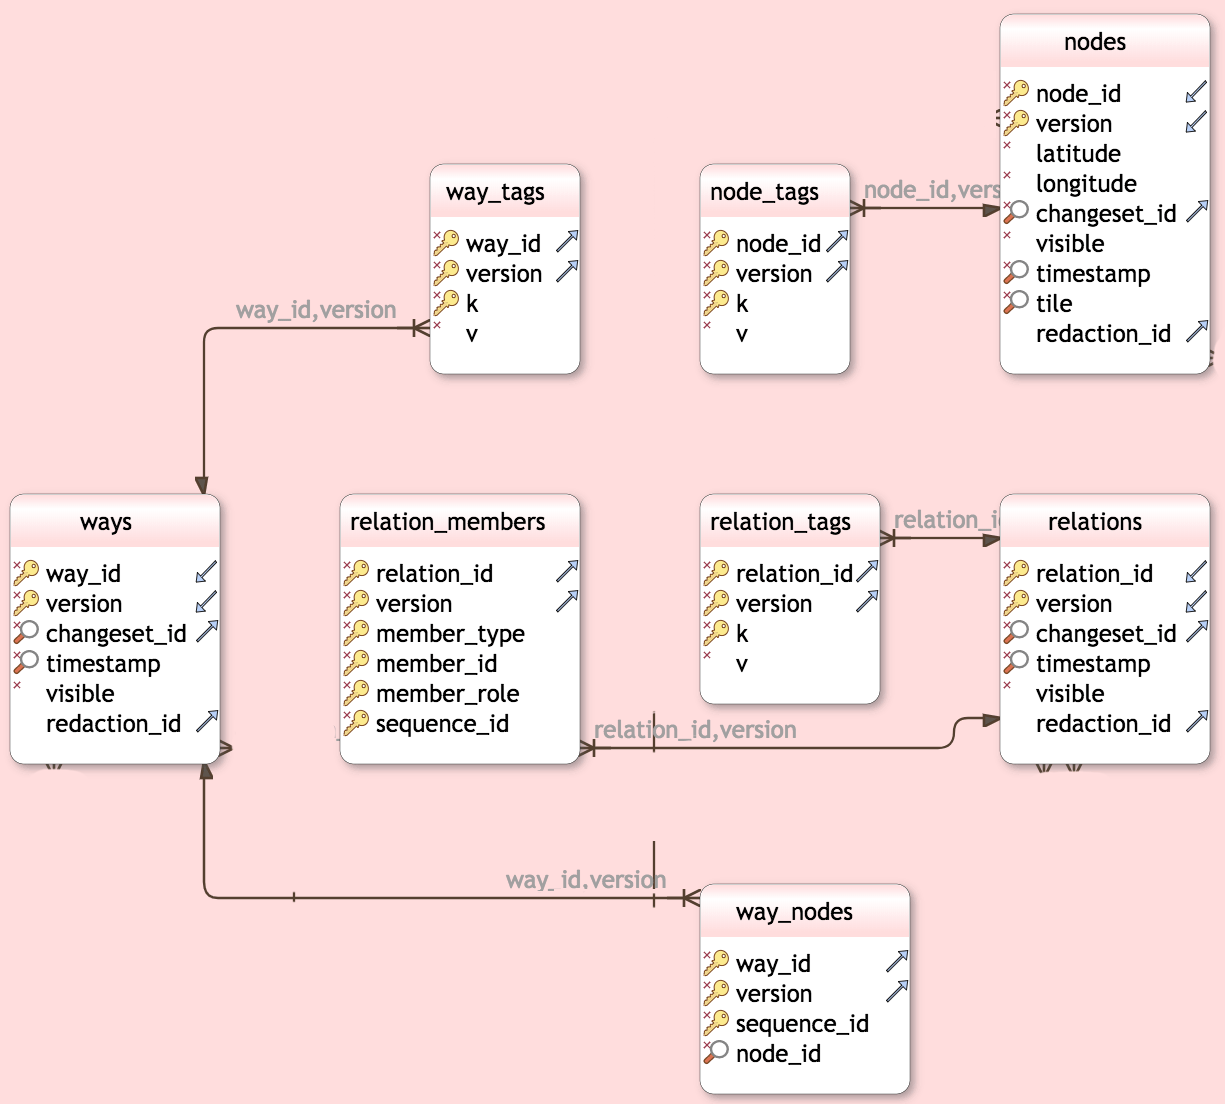 nodes
node_id
version
latitude
longitude
changeset_id
visible
timestamp
tile
redaction_id
way_tags
way_id
version
k
v
node_tags
node_id
version
k
v
node_id,vers
way_id,version
ways
way_id
version
changeset_id
timestamp
visible
redaction_id
relation_members
relation_id
version
member_type
member_id
member_role
sequence_id
relation_tags
relation_id
version
k
v
relation_i
relations
relation_id
version
changeset_id
timestamp
visible
redaction_id
relation_id,version
way_id,version
way_nodes
way_id
version
sequence_id
node_id